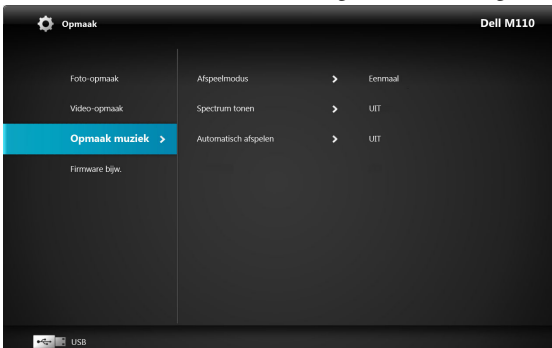 Opmaak
Dell M110
Foto-opmaak
Afspeelmodus
Eenmaal
Video-opmaak
Spectrum tonen
UIT
Opmaak muziek
Automatisch afspelen
UIT
Firmware bijw.
USB